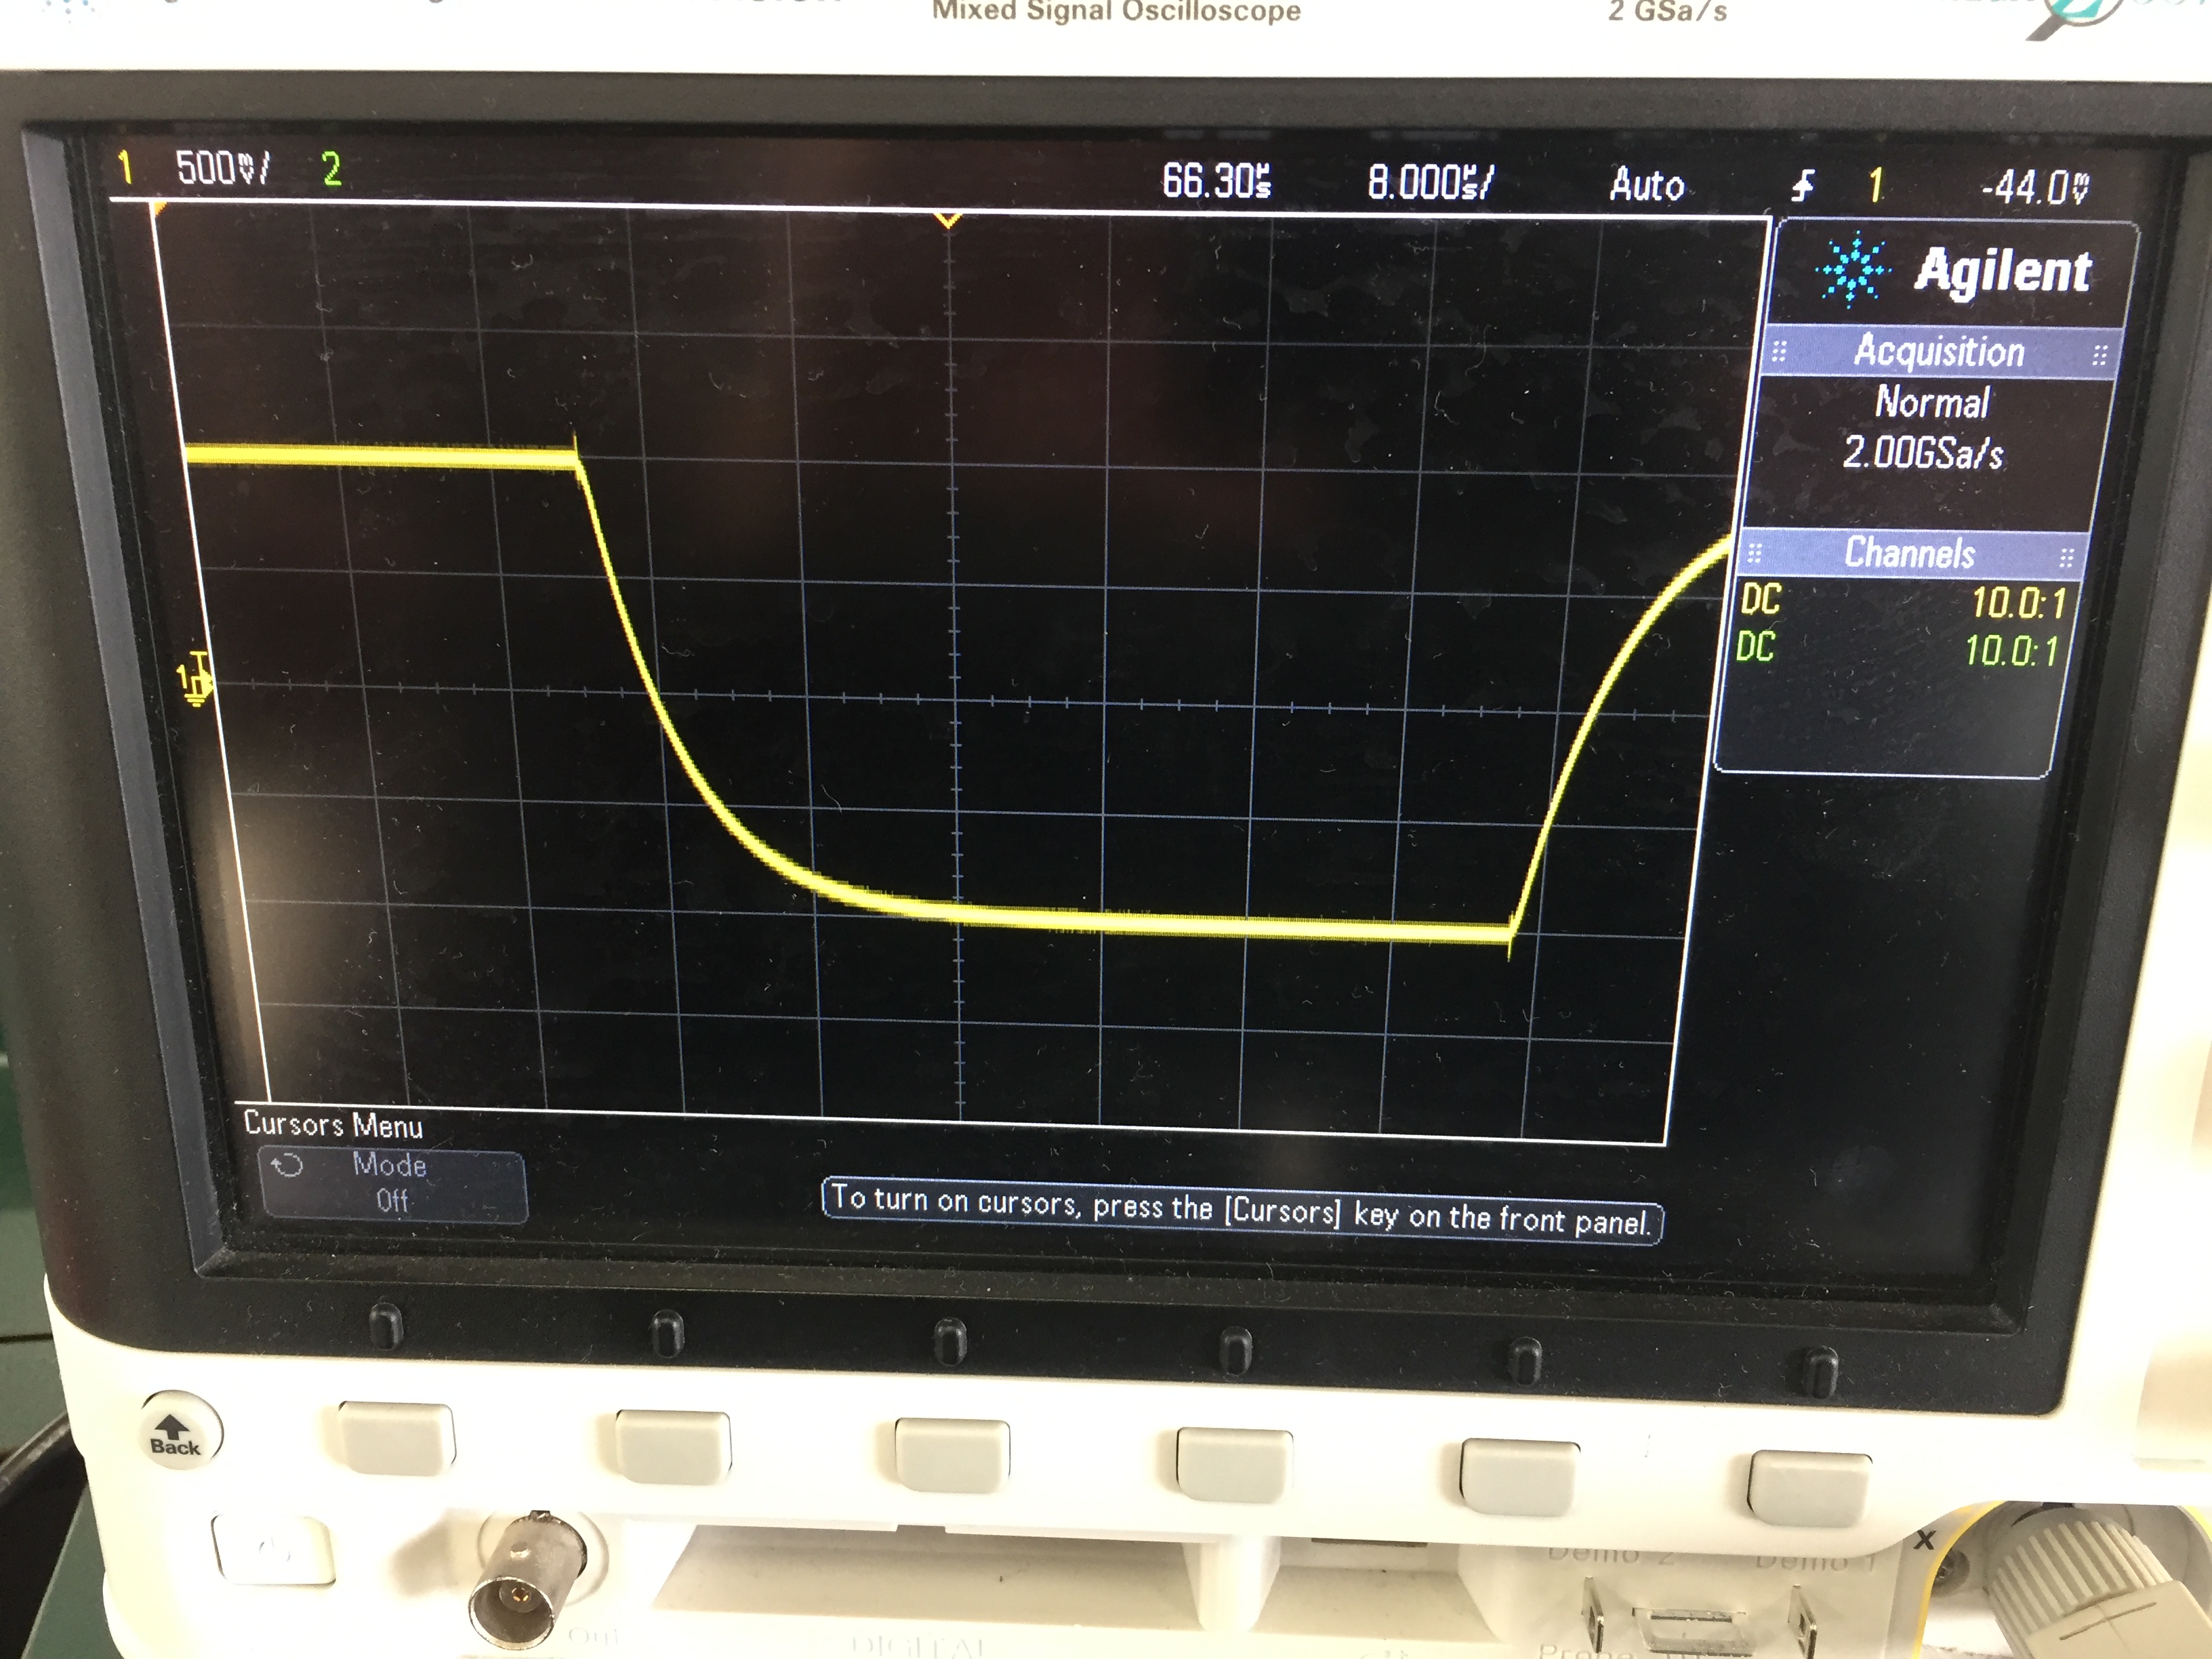 Mixed Signal Oscilloscope
2 GSa/s
1 500mV/ 2 66.30µs 8.000µs/ Auto 1 -44.0mV
Agilent
Acquisition
Normal
2.00GSa/s
Channels
DC 10.0:1
DC 10.0:1
1
Cursors Menu
Mode
Off
To turn on cursors, press the [Cursors] key on the front panel.
Back
X
Demo 2
Demo 1
DIGITAL